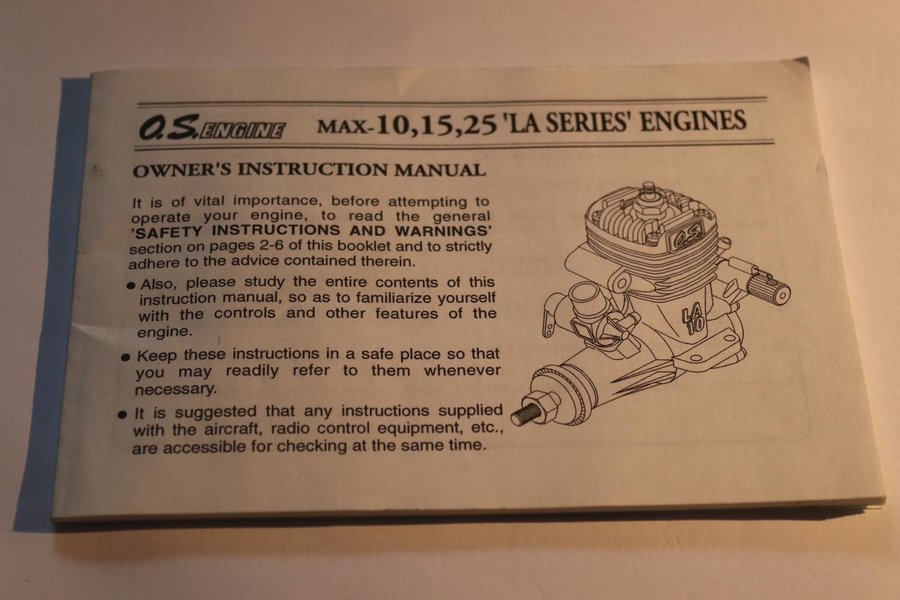 O.S. ENGINE MAX-10,15,25 'LA SERIES' ENGINES
OWNER'S INSTRUCTION MANUAL
It is of vital importance, before attempting to
operate your engine, to read the general
'SAFETY INSTRUCTIONS AND WARNINGS'
section on pages 2-6 of this booklet and to strictly
adhere to the advice contained therein.
● Also, please study the entire contents of this
instruction manual, so as to familiarize yourself
with the controls and other features of the
engine.
● Keep these instructions in a safe place so that
you may readily refer to them whenever
necessary.
● It is suggested that any instructions supplied
with the aircraft, radio control equipment, etc.,
are accessible for checking at the same time.
O.S.
LA
10